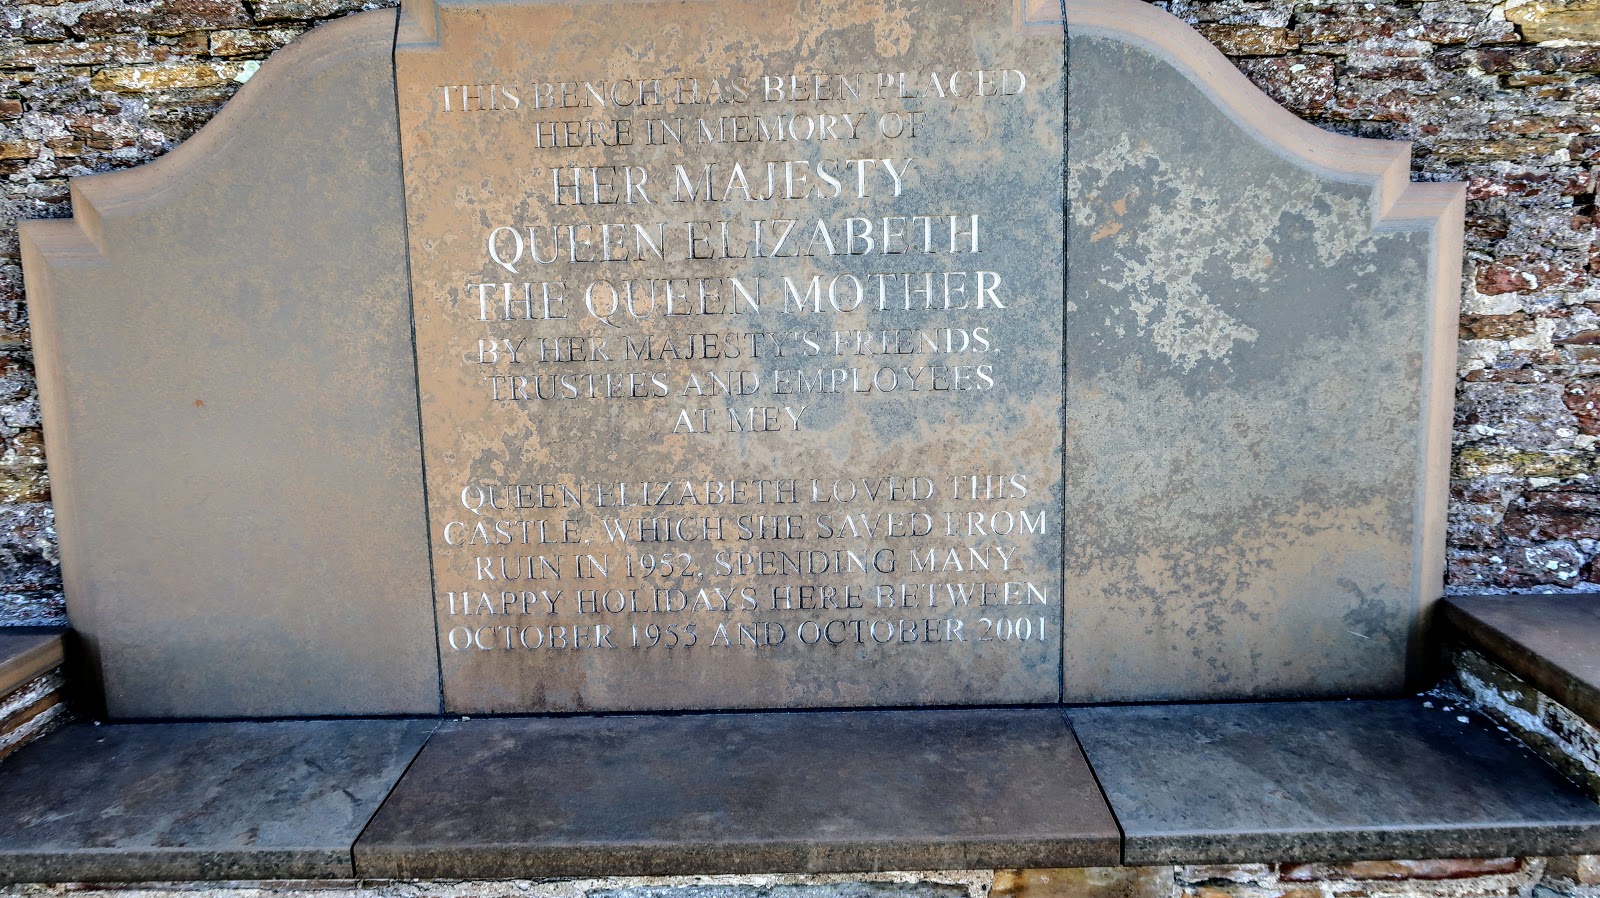 THIS BENCH HAS BEEN PLACED
HERE IN MEMORY OF
HER MAJESTY
QUEEN ELIZABETH
THE QUEEN MOTHER
BY HER MAJESTY'S FRIENDS,
TRUSTEES AND EMPLOYEES
AT MEY
QUEEN ELIZABETH LOVED THIS
CASTLE, WHICH SHE SAVED FROM
RUIN IN 1952, SPENDING MANY
HAPPY HOLIDAYS HERE BETWEEN
OCTOBER 1955 AND OCTOBER 2001